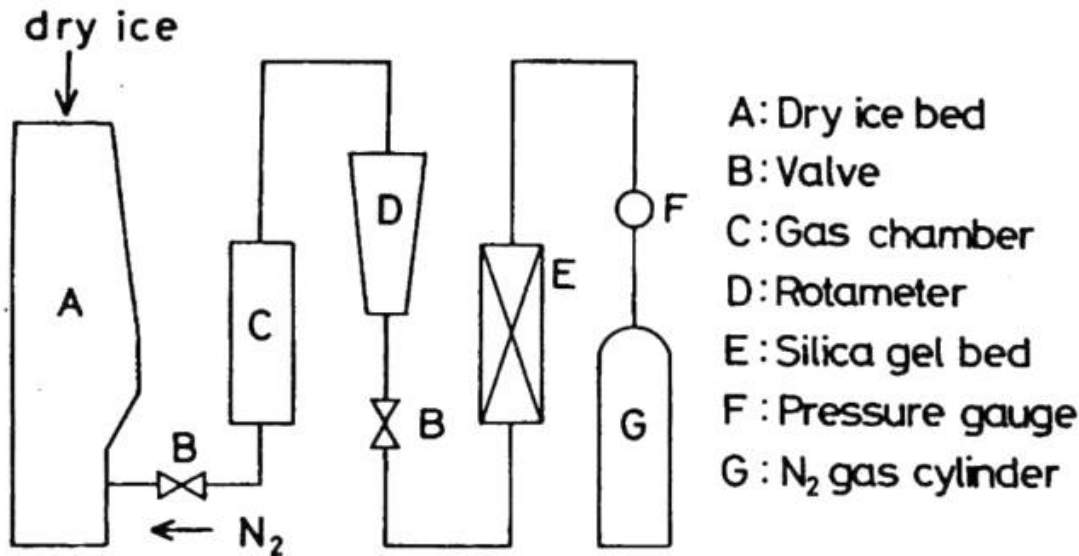 dry ice
A
B
N₂
C
D
B
E
F
G
A: Dry ice bed
B: Valve
C: Gas chamber
D: Rotameter
E: Silica gel bed
F: Pressure gauge
G: N₂ gas cylinder